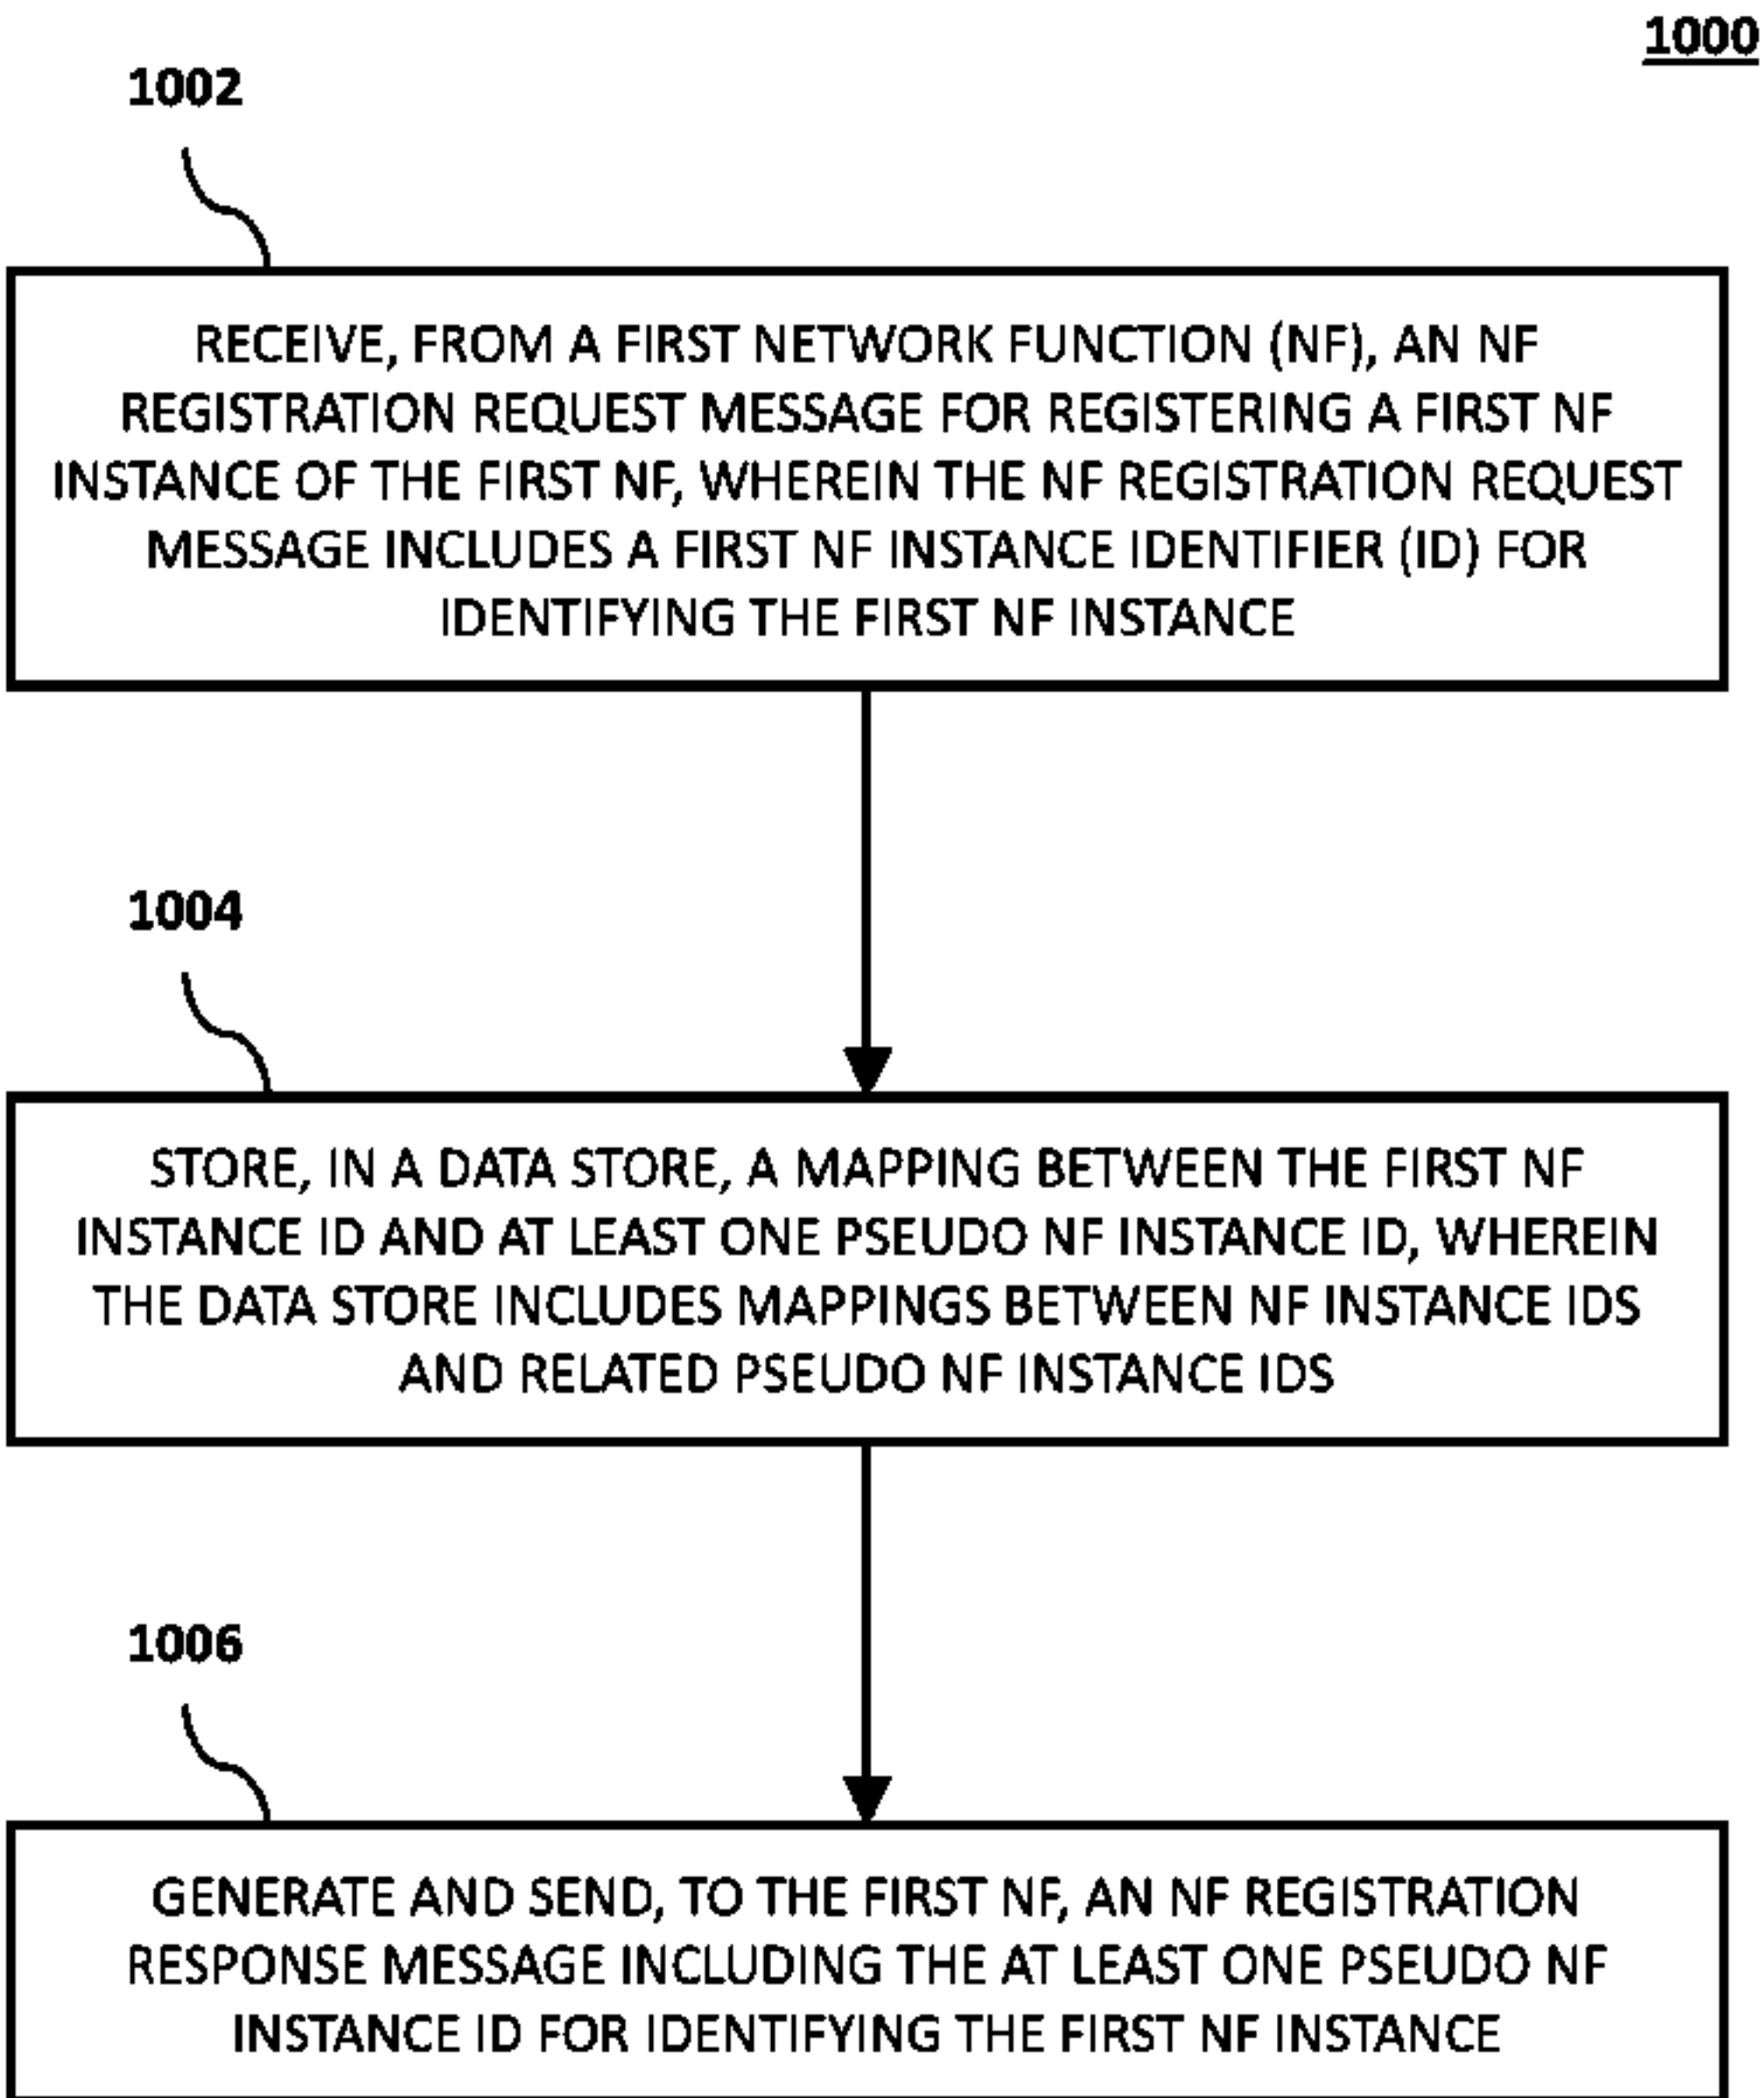 1000
1002
RECEIVE, FROM A FIRST NETWORK FUNCTION (NF), AN NF
REGISTRATION REQUEST MESSAGE FOR REGISTERING A FIRST NF
INSTANCE OF THE FIRST NF, WHEREIN THE NF REGISTRATION REQUEST
MESSAGE INCLUDES A FIRST NF INSTANCE IDENTIFIER (ID) FOR
IDENTIFYING THE FIRST NF INSTANCE
1004
STORE, IN A DATA STORE, A MAPPING BETWEEN THE FIRST NF
INSTANCE ID AND AT LEAST ONE PSEUDO NF INSTANCE ID, WHEREIN
THE DATA STORE INCLUDES MAPPINGS BETWEEN NF INSTANCE IDS
AND RELATED PSEUDO NF INSTANCE IDS
1006
GENERATE AND SEND, TO THE FIRST NF, AN NF REGISTRATION
RESPONSE MESSAGE INCLUDING THE AT LEAST ONE PSEUDO NF
INSTANCE ID FOR IDENTIFYING THE FIRST NF INSTANCE